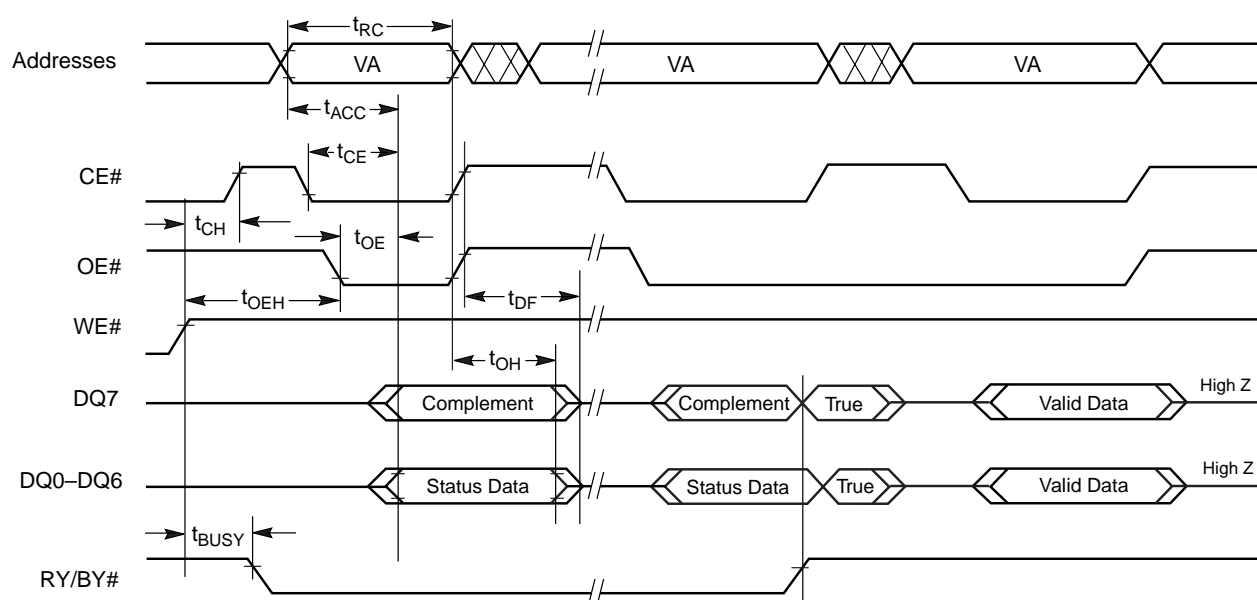 tRC
Addresses VA VA VA
tACC
tCE
CE#
tCH
tOE
OE#
tOEH tDF
WE#
tOH
DQ7 Complement Complement True Valid Data High Z
DQ0–DQ6 Status Data Status Data True Valid Data High Z
tBUSY
RY/BY#